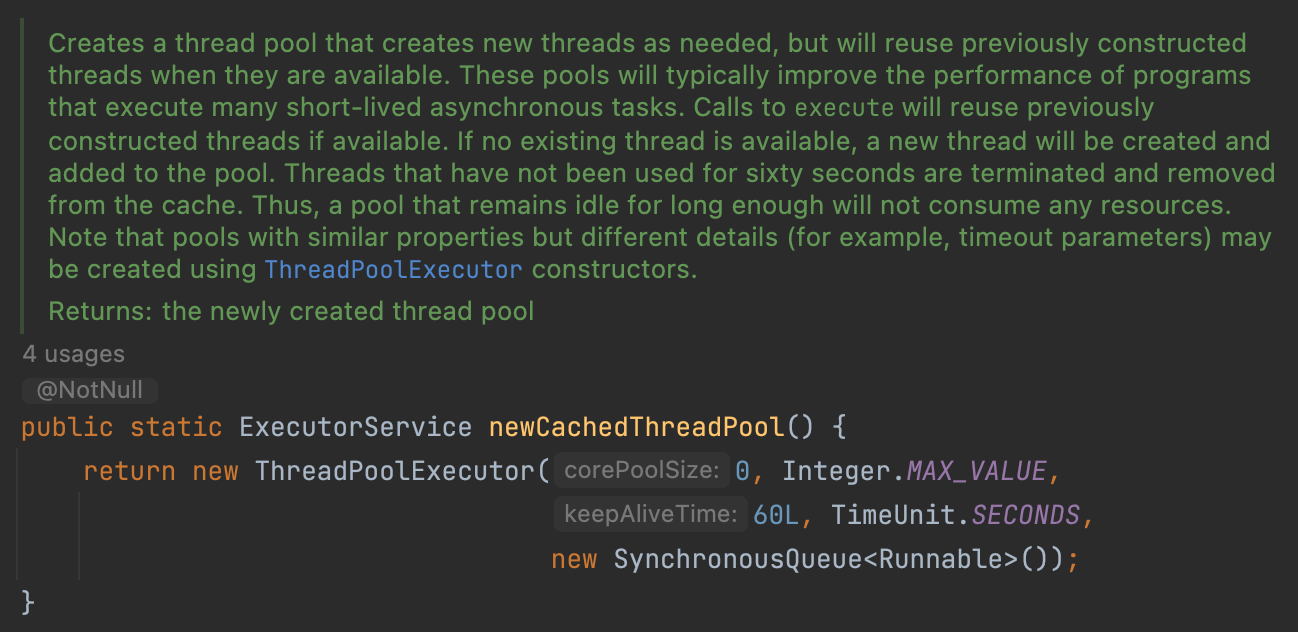 Creates a thread pool that creates new threads as needed, but will reuse previously constructed
threads when they are available. These pools will typically improve the performance of programs
that execute many short-lived asynchronous tasks. Calls to execute will reuse previously
constructed threads if available. If no existing thread is available, a new thread will be created and
added to the pool. Threads that have not been used for sixty seconds are terminated and removed
from the cache. Thus, a pool that remains idle for long enough will not consume any resources.
Note that pools with similar properties but different details (for example, timeout parameters) may
be created using ThreadPoolExecutor constructors.
Returns: the newly created thread pool
4 usages
@NotNull
public static ExecutorService newCachedThreadPool() {
    return new ThreadPoolExecutor( corePoolSize: 0, Integer.MAX_VALUE,
                                  keepAliveTime: 60L, TimeUnit.SECONDS,
                                  new SynchronousQueue<Runnable>());
}